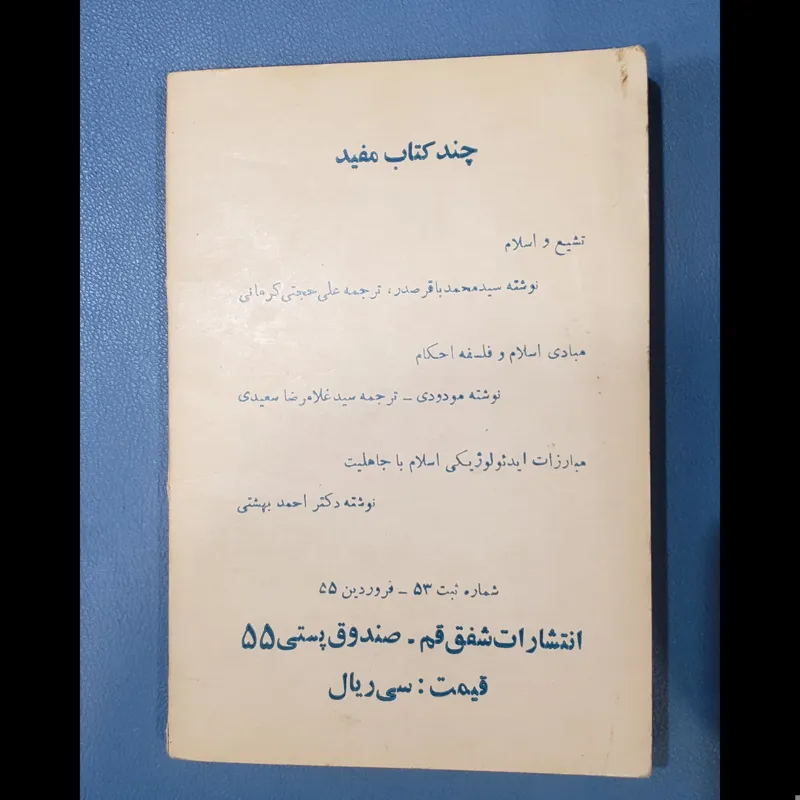 چند کتاب مفید
تشیع و اسلام
نوشته سیدمحمدباقرصدر، ترجمه علی حجتی کرمانی
مبادی اسلام و فلسفه احکام
نوشته مودودی - ترجمه سیدغلامرضا سعیدی
مبارزات ایدئولوژیکی اسلام با جاهلیت
نوشته دکتر احمد بهشتی
شماره ثبت ۵۳ - فروردین ۵۵
انتشارات شفق قم - صندوق پستی ۵۵
قیمت : سی ریال